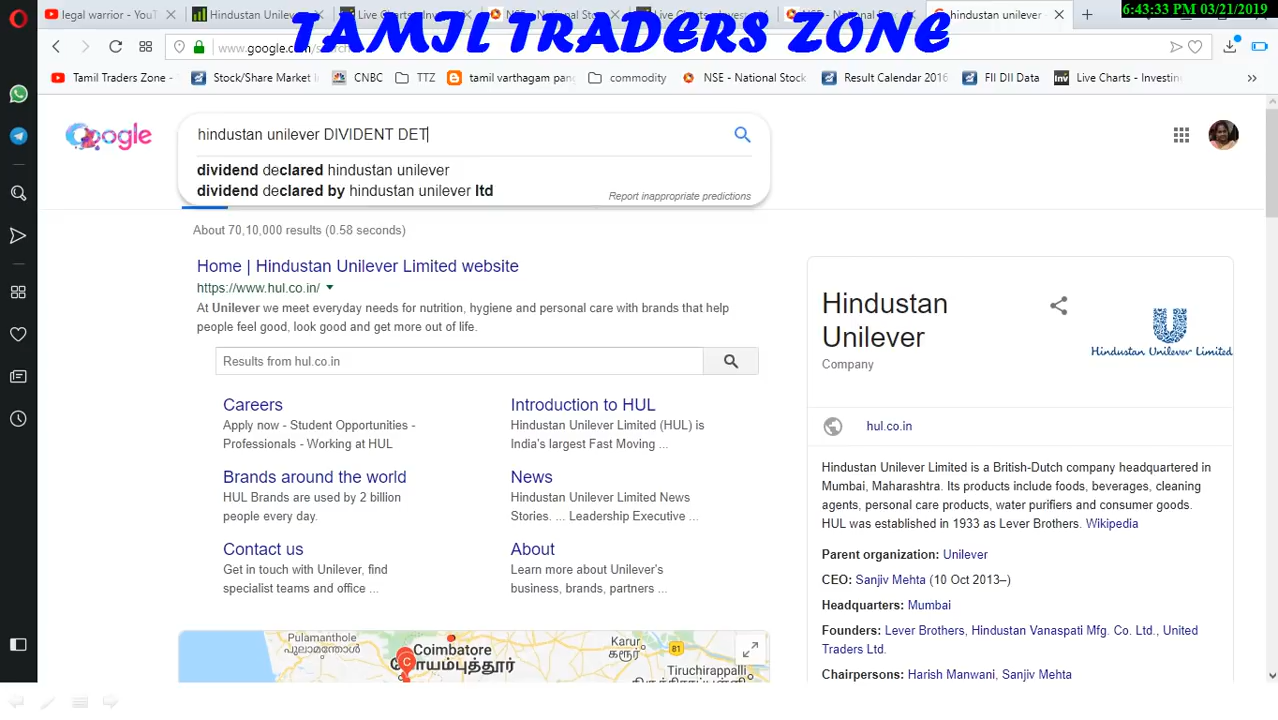 legal warrior - YouT
Hindustan Unilever
Live Charts - Invest
NSE - National Sto
Live Charts - Invest
NSE - National
hindustan unilever -
6:43:33 PM 03/21/2019
TAMIL TRADERS ZONE
www.google.com/search
Tamil Traders Zone -
Stock/Share Market I
CNBC
TTZ
tamil varthagam pang
commodity
NSE - National Stock
Result Calendar 2016
FII DII Data
Live Charts - Investin
Google
hindustan unilever DIVIDENT DET
dividend declared hindustan unilever
dividend declared by hindustan unilever ltd
Report inappropriate predictions
About 70,10,000 results (0.58 seconds)
Home | Hindustan Unilever Limited website
https://www.hul.co.in/
At Unilever we meet everyday needs for nutrition, hygiene and personal care with brands that help
people feel good, look good and get more out of life.
Results from hul.co.in
Careers
Apply now - Student Opportunities -
Professionals - Working at HUL
Introduction to HUL
Hindustan Unilever Limited (HUL) is
India's largest Fast Moving ...
Brands around the world
HUL Brands are used by 2 billion
people every day.
News
Hindustan Unilever Limited News
Stories. ... Leadership Executive ...
Contact us
Get in touch with Unilever, find
specialist teams and office ...
About
Learn more about Unilever's
business, brands, partners ...
Pulamanthole
புலாமந்தோல்
Coimbatore
கோயம்புத்தூர்
Karur
கரூர்
81
Tiruchirappalli
C
Hindustan
Unilever
Company
Hindustan Unilever Limited
hul.co.in
Hindustan Unilever Limited is a British-Dutch company headquartered in
Mumbai, Maharashtra. Its products include foods, beverages, cleaning
agents, personal care products, water purifiers and consumer goods.
HUL was established in 1933 as Lever Brothers. Wikipedia
Parent organization: Unilever
CEO: Sanjiv Mehta (10 Oct 2013–)
Headquarters: Mumbai
Founders: Lever Brothers, Hindustan Vanaspati Mfg. Co. Ltd., United
Traders Ltd.
Chairpersons: Harish Manwani, Sanjiv Mehta